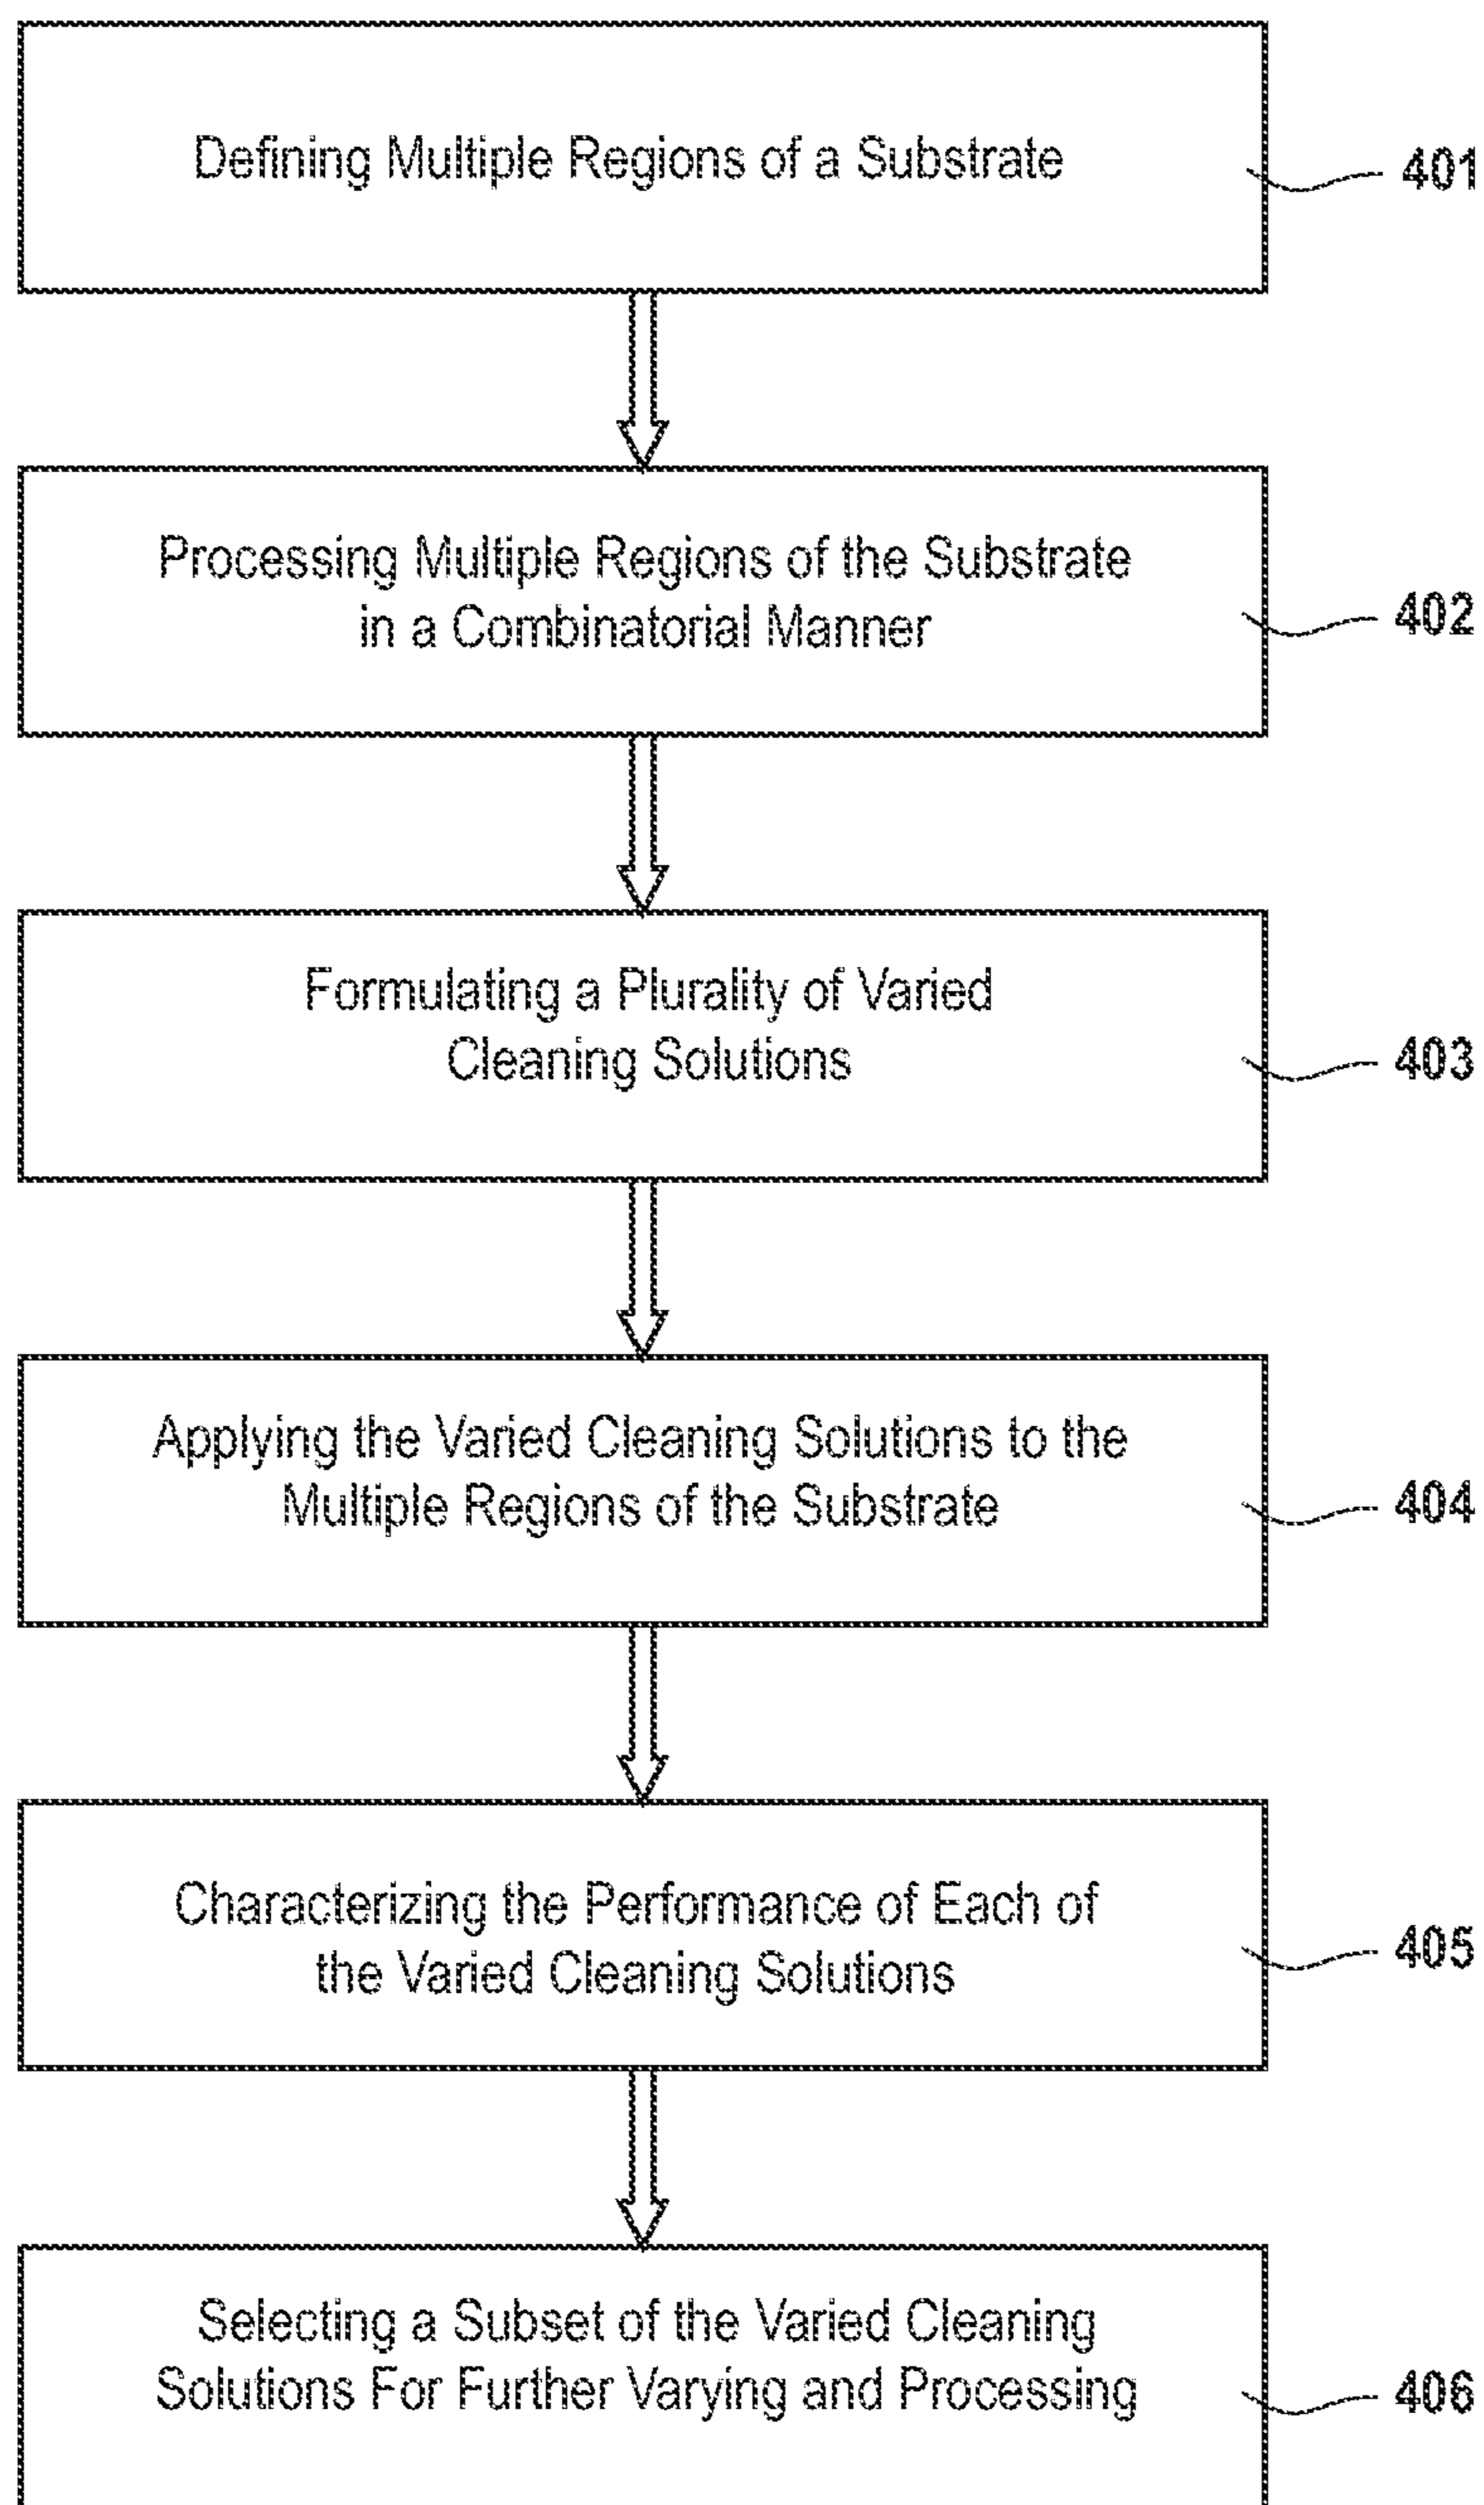 Defining Multiple Regions of a Substrate
401
Processing Multiple Regions of the Substrate
in a Combinatorial Manner
402
Formulating a Plurality of Varied
Cleaning Solutions
403
Applying the Varied Cleaning Solutions to the
Multiple Regions of the Substrate
404
Characterizing the Performance of Each of
the Varied Cleaning Solutions
405
Selecting a Subset of the Varied Cleaning
Solutions For Further Varying and Processing
406